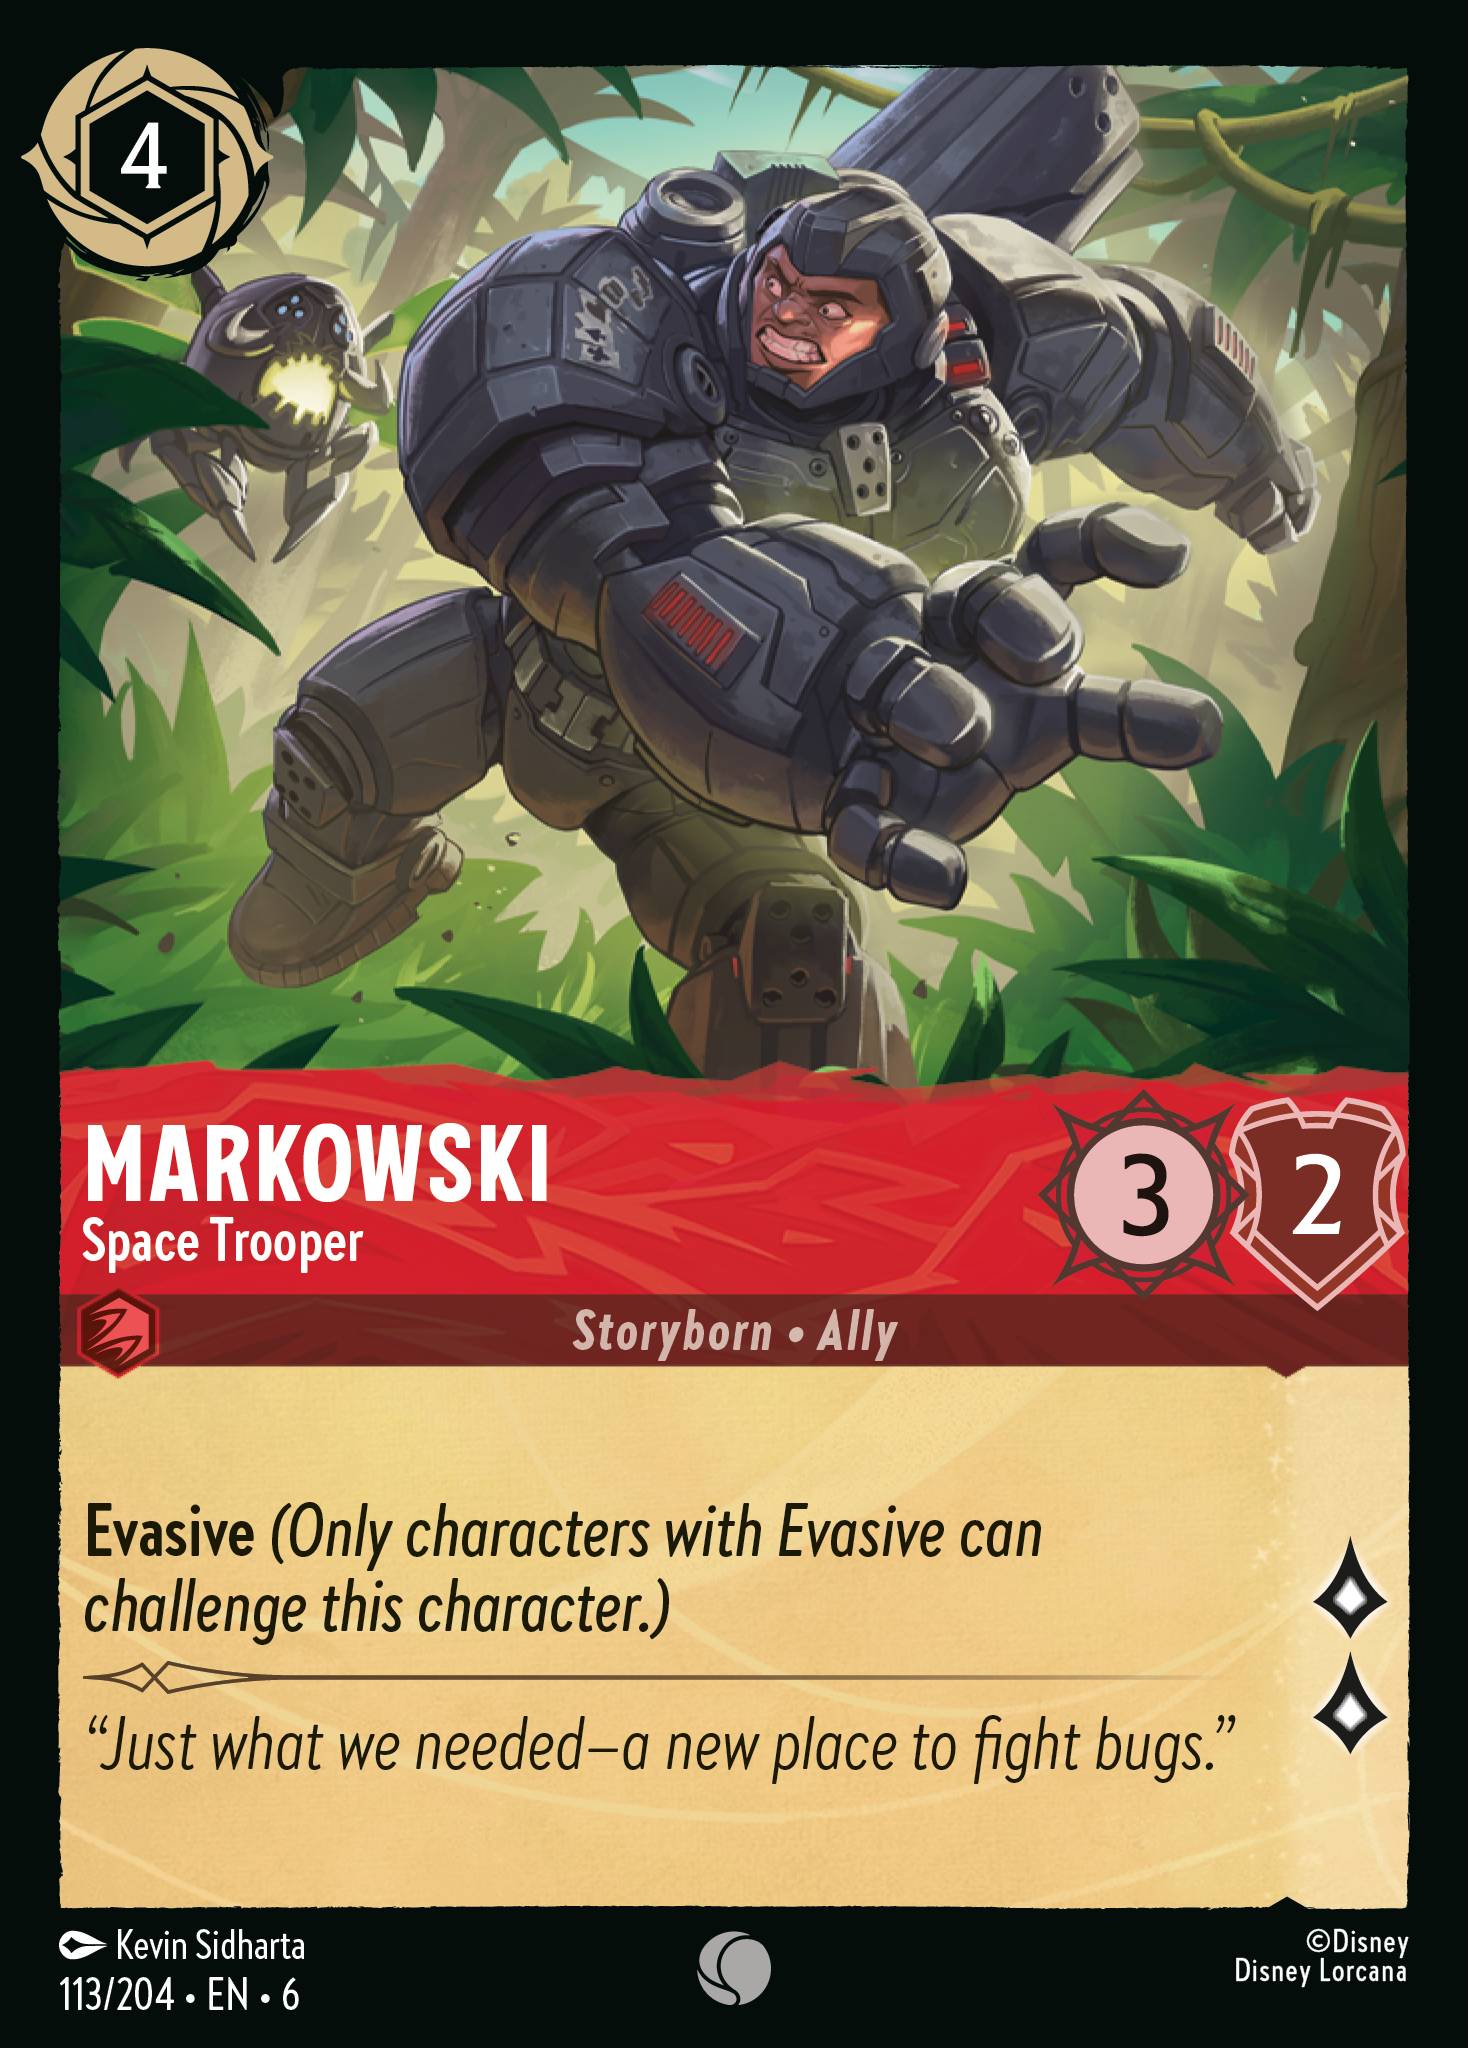 4
MARKOWSKI
Space Trooper
3
2
Storyborn • Ally
Evasive (Only characters with Evasive can
challenge this character.)
“Just what we needed—a new place to fight bugs.”
Kevin Sidharta
113/204 • EN • 6
©Disney
Disney Lorcana